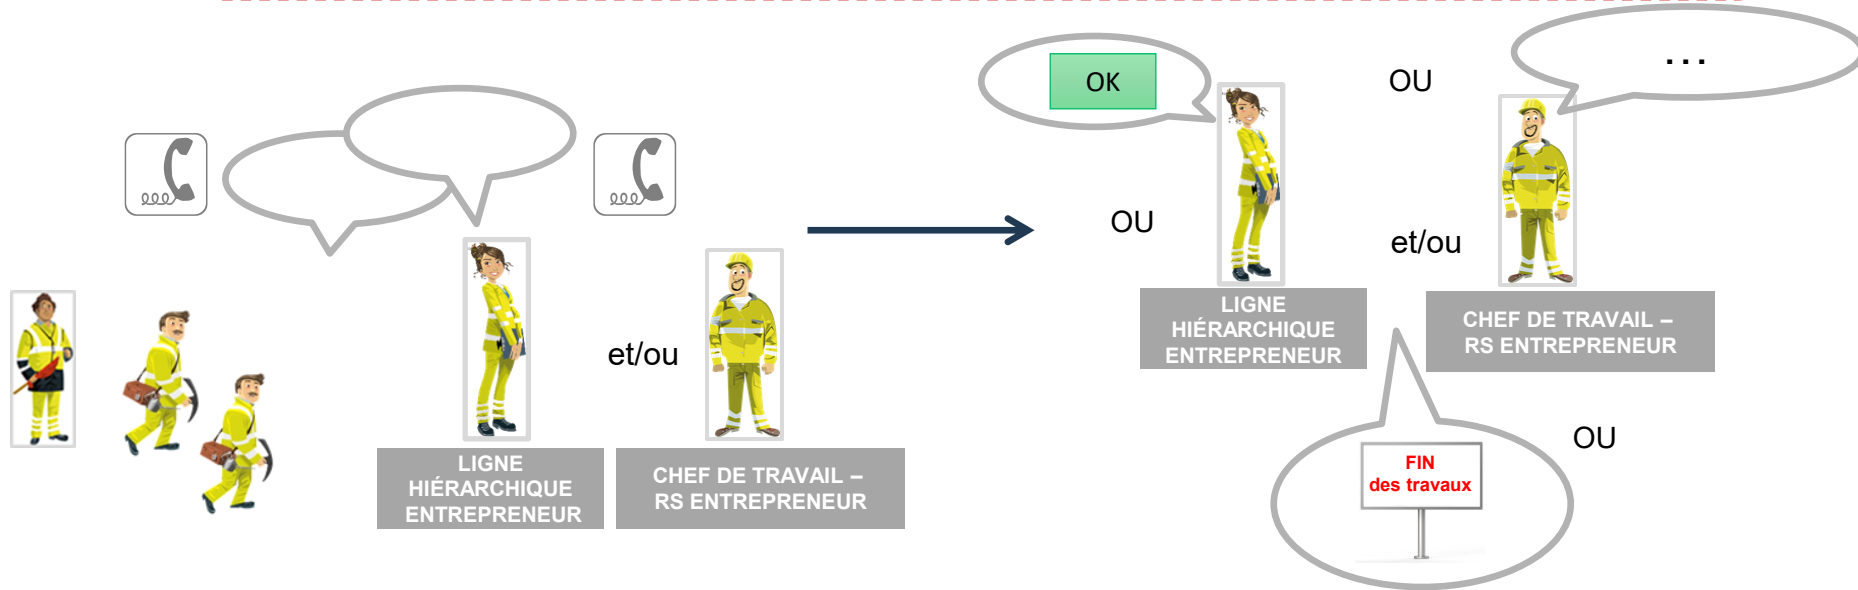 et/ou
LIGNE
HIÉRARCHIQUE
ENTREPRENEUR
CHEF DE TRAVAIL –
RS ENTREPRENEUR
OK
OU
...
OU
et/ou
LIGNE
HIÉRARCHIQUE
ENTREPRENEUR
CHEF DE TRAVAIL –
RS ENTREPRENEUR
OU
FIN
des travaux